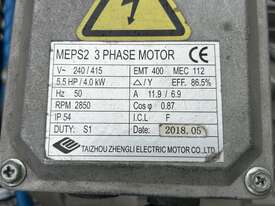 MEPS2 3 PHASE MOTOR CE
V~ 240 / 415 EMT 400 MEC 112
5.5 HP / 4.0 kW △ / Y EFF. 86.5%
Hz 50 A 11.9 / 6.9
RPM 2850 Cos φ 0.87
IP 54 I.C.L F
DUTY: S1 Date: 2018.05
TAIZHOU ZHENGLI ELECTRIC MOTOR CO.,LTD.